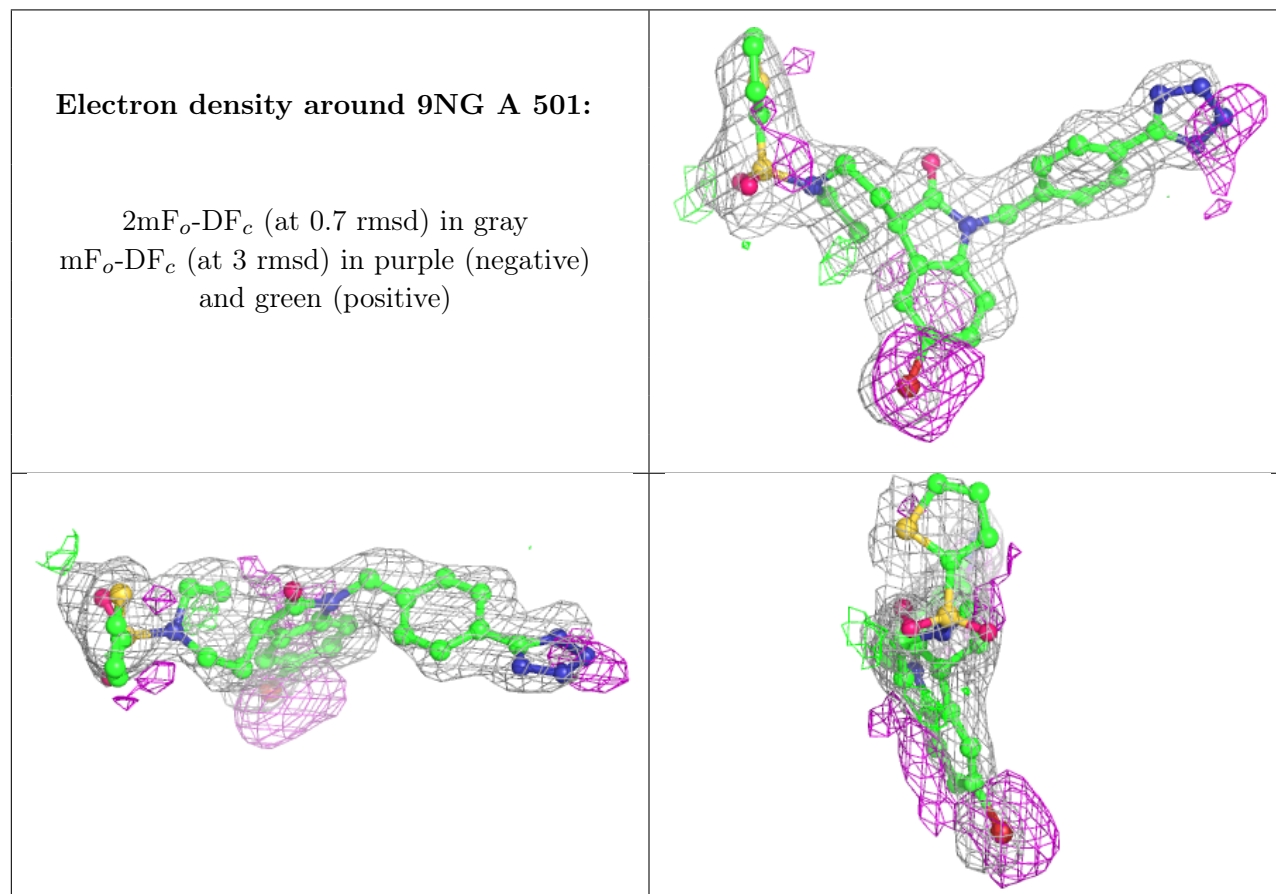 Electron density around 9NG A 501:
2mFo-DFc (at 0.7 rmsd) in gray
mFo-DFc (at 3 rmsd) in purple (negative)
and green (positive)